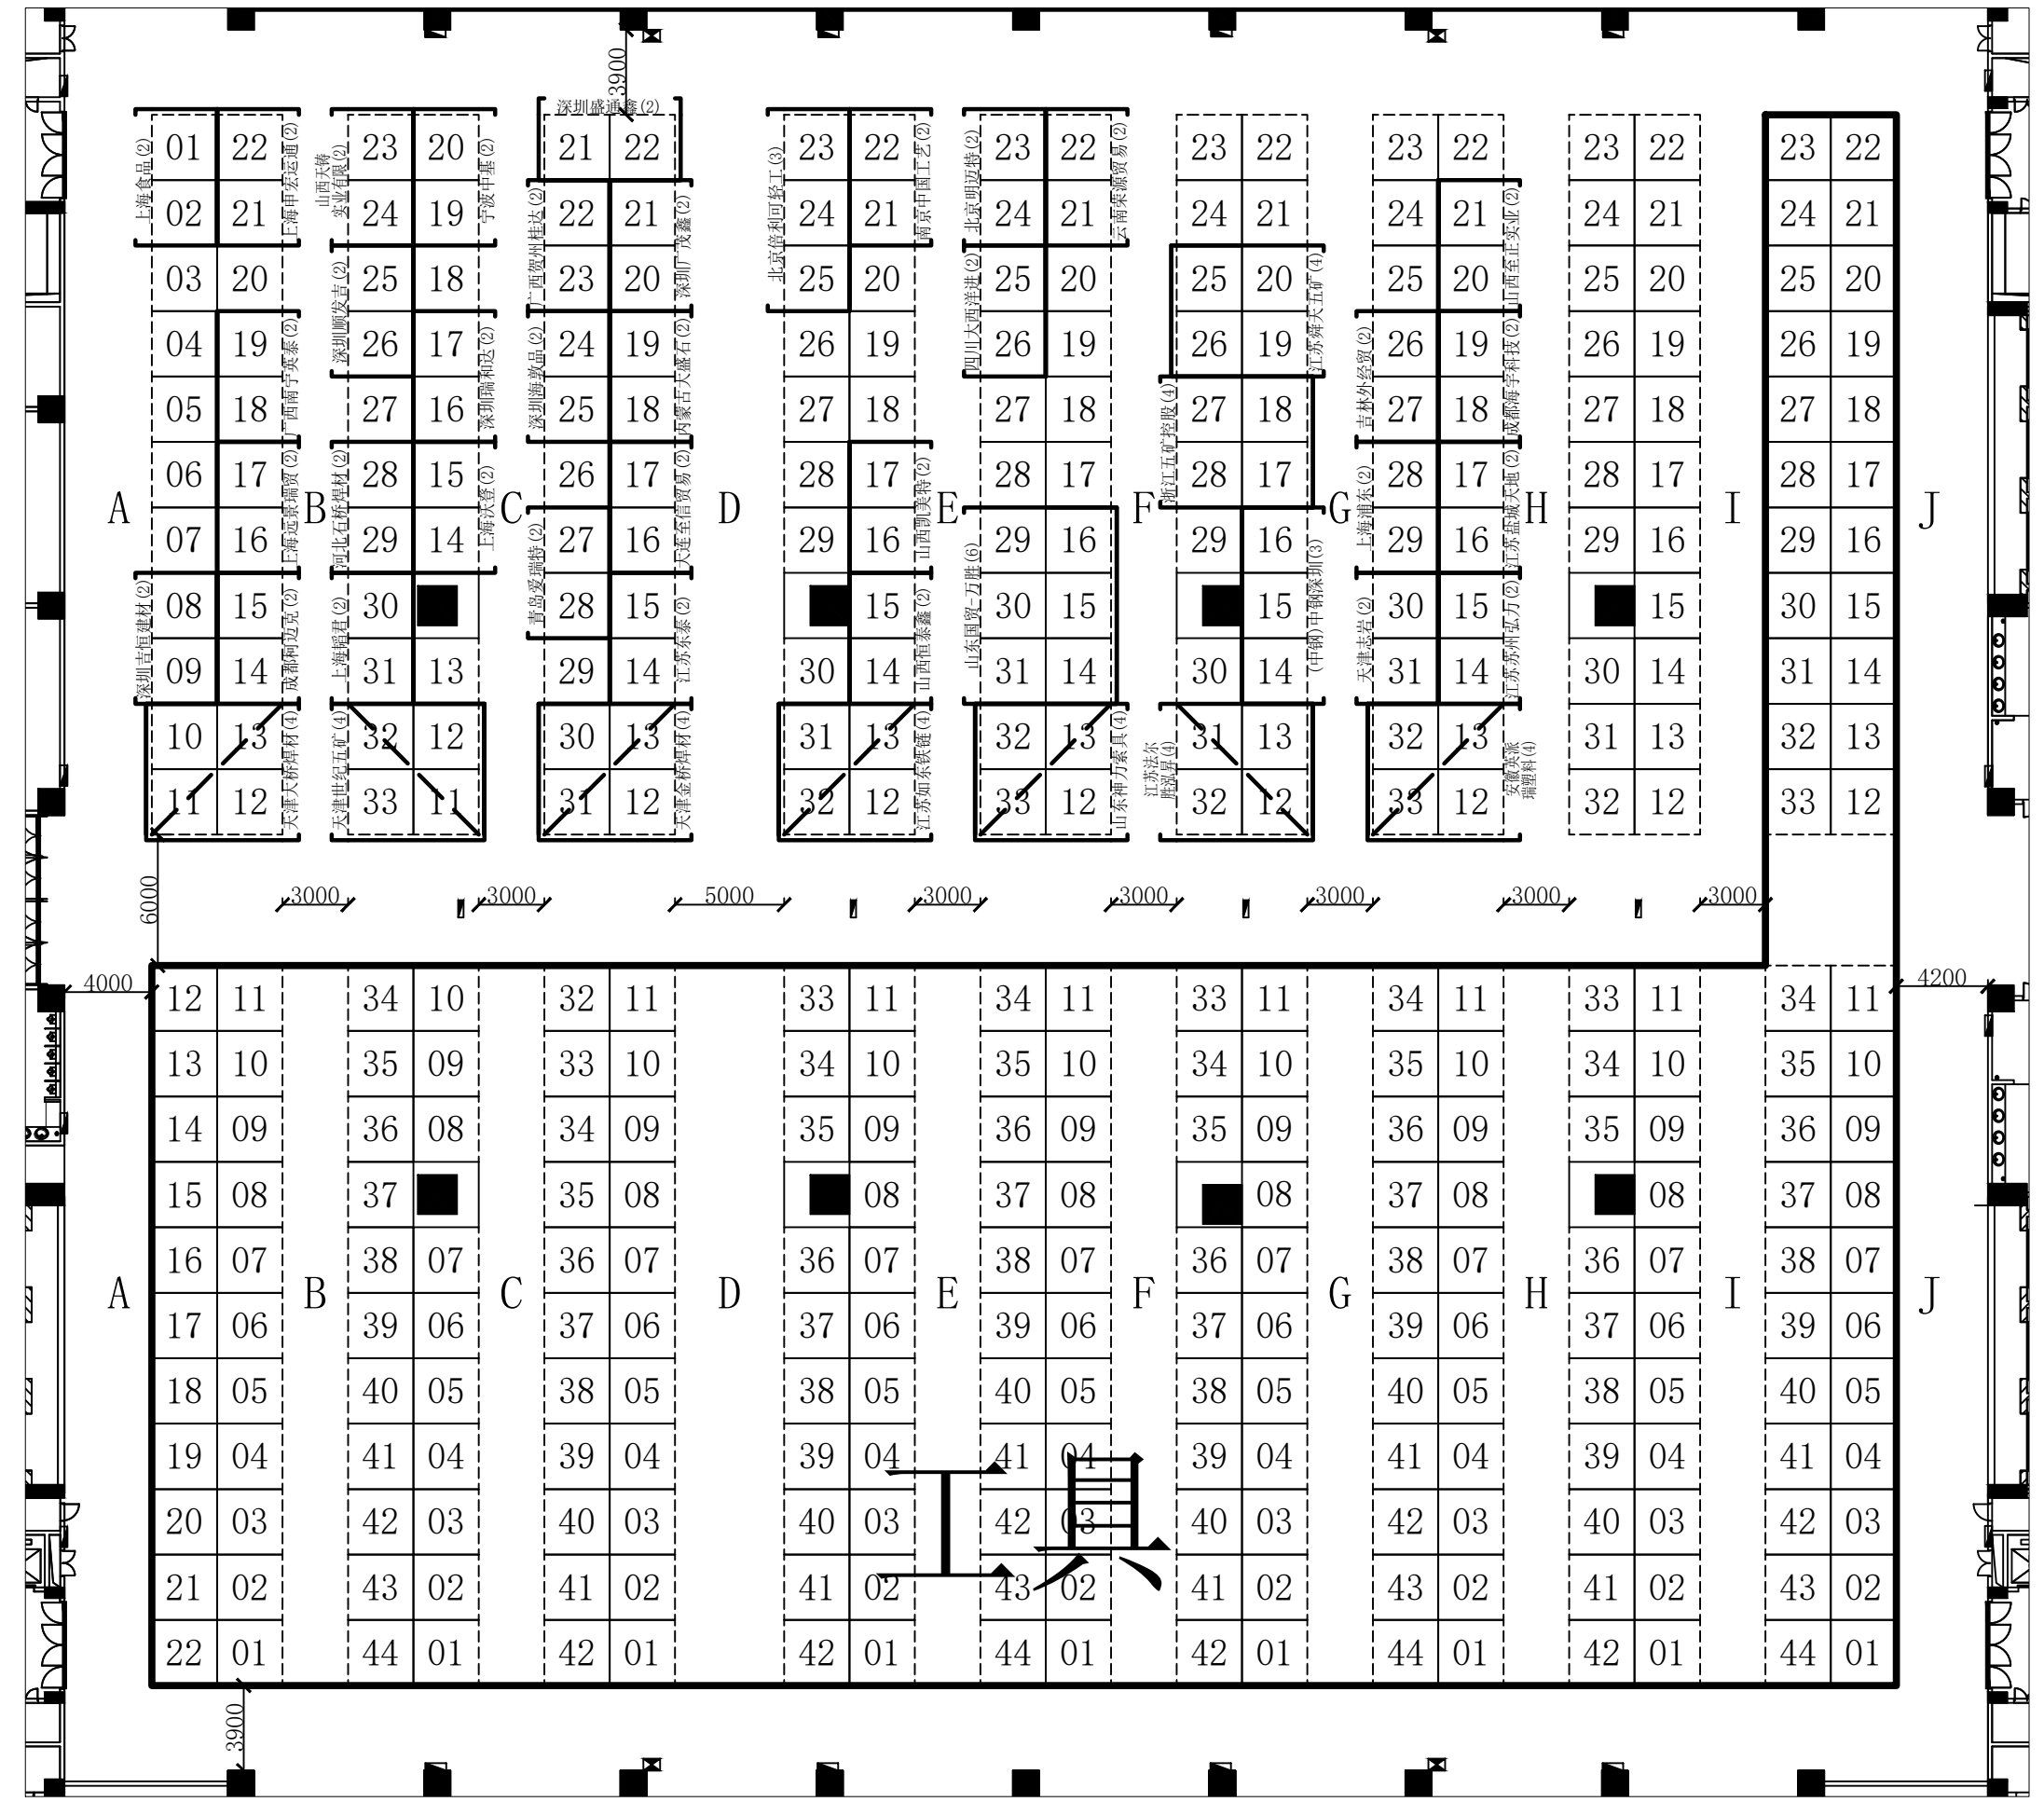 3900
深圳盛通鑫(2)
01 22 23 20 21 22 23 22 23 22 23 22 23 22 23 22 23 22
02 21 24 19 22 21 24 21 24 21 24 21 24 21 24 21 24 21
03 20 25 18 23 20 25 20 25 20 25 20 25 20 25 20 25 20
04 19 26 17 24 19 26 19 26 19 26 19 26 19 26 19 26 19
05 18 27 16 25 18 27 18 27 18 27 18 27 18 27 18 27 18
06 17 28 15 26 17 28 17 28 17 28 17 28 17 28 17 28 17
A B C D E F G H I J
07 16 29 14 27 16 29 16 29 16 29 16 29 16 29 16 29 16
08 15 30 28 15 15 30 15 15 30 15 15 30 15
09 14 31 13 29 14 30 14 31 14 30 14 31 14 30 14 31 14
10 13 32 12 30 13 31 13 32 13 31 13 32 13 31 13 32 13
11 12 33 11 31 12 32 12 33 12 32 12 33 12 32 12 33 12
上海食品(2)
上海申宏运通(2)
山西天铸
实业有限(2)
宁波中基(2)
广西贺州桂达(2)
深圳广茂鑫(2)
北京倍利可轻工(3)
南京中国工艺(2)
北京明迈特(2)
云南荣源贸易(2)
山西至正实业(2)
广西南宁英泰(2)
深圳顺发吉(2)
深圳瑞和达(2)
深圳海敦品(2)
内蒙古大盛石(2)
四川大西洋进(2)
江苏舜天五矿(4)
吉林外经贸(2)
成都海宇科技(2)
上海远景瑞贸(2)
河北石桥焊材(2)
上海沃登(2)
青岛爱瑞特(2)
大连至信贸易(2)
山西凯美特(2)
浙江五矿控股(4)
上海浦东(2)
江苏盐城天地(2)
深圳吉恒建材(2)
成都柯迈克(2)
上海韬君(2)
江苏东泰(2)
山西恒泰鑫(2)
山东国贸-万胜(6)
(中钢)中钢深圳(3)
天津志岩(2)
江苏苏州弘力(2)
天津大桥焊材(4)
天津世纪五矿(4)
天津金桥焊材(4)
江苏如东铁链(4)
山东神力索具(4)
江苏法尔
胜泓昇(4)
安徽英派
瑞塑料(4)
6000 3000 3000 5000 3000 3000 3000 3000 3000
4000 4200
12 11 34 10 32 11 33 11 34 11 33 11 34 11 33 11 34 11
13 10 35 09 33 10 34 10 35 10 34 10 35 10 34 10 35 10
14 09 36 08 34 09 35 09 36 09 35 09 36 09 35 09 36 09
15 08 37 35 08 08 37 08 08 37 08 08 37 08
16 07 38 07 36 07 36 07 38 07 36 07 38 07 36 07 38 07
A B C D E F G H I J
17 06 39 06 37 06 37 06 39 06 37 06 39 06 37 06 39 06
18 05 40 05 38 05 38 05 40 05 38 05 40 05 38 05 40 05
19 04 41 04 39 04 39 04 41 04 39 04 41 04 39 04 41 04
20 03 42 03 40 03 40 03 42 03 40 03 42 03 40 03 42 03
工具
21 02 43 02 41 02 41 02 43 02 41 02 43 02 41 02 43 02
22 01 44 01 42 01 42 01 44 01 42 01 44 01 42 01 44 01
3900